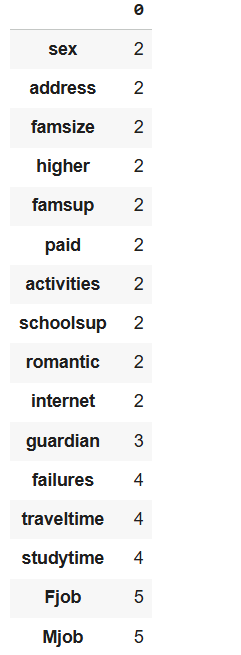 0
sex 2
address 2
famsize 2
higher 2
famsup 2
paid 2
activities 2
schoolsup 2
romantic 2
internet 2
guardian 3
failures 4
traveltime 4
studytime 4
Fjob 5
Mjob 5